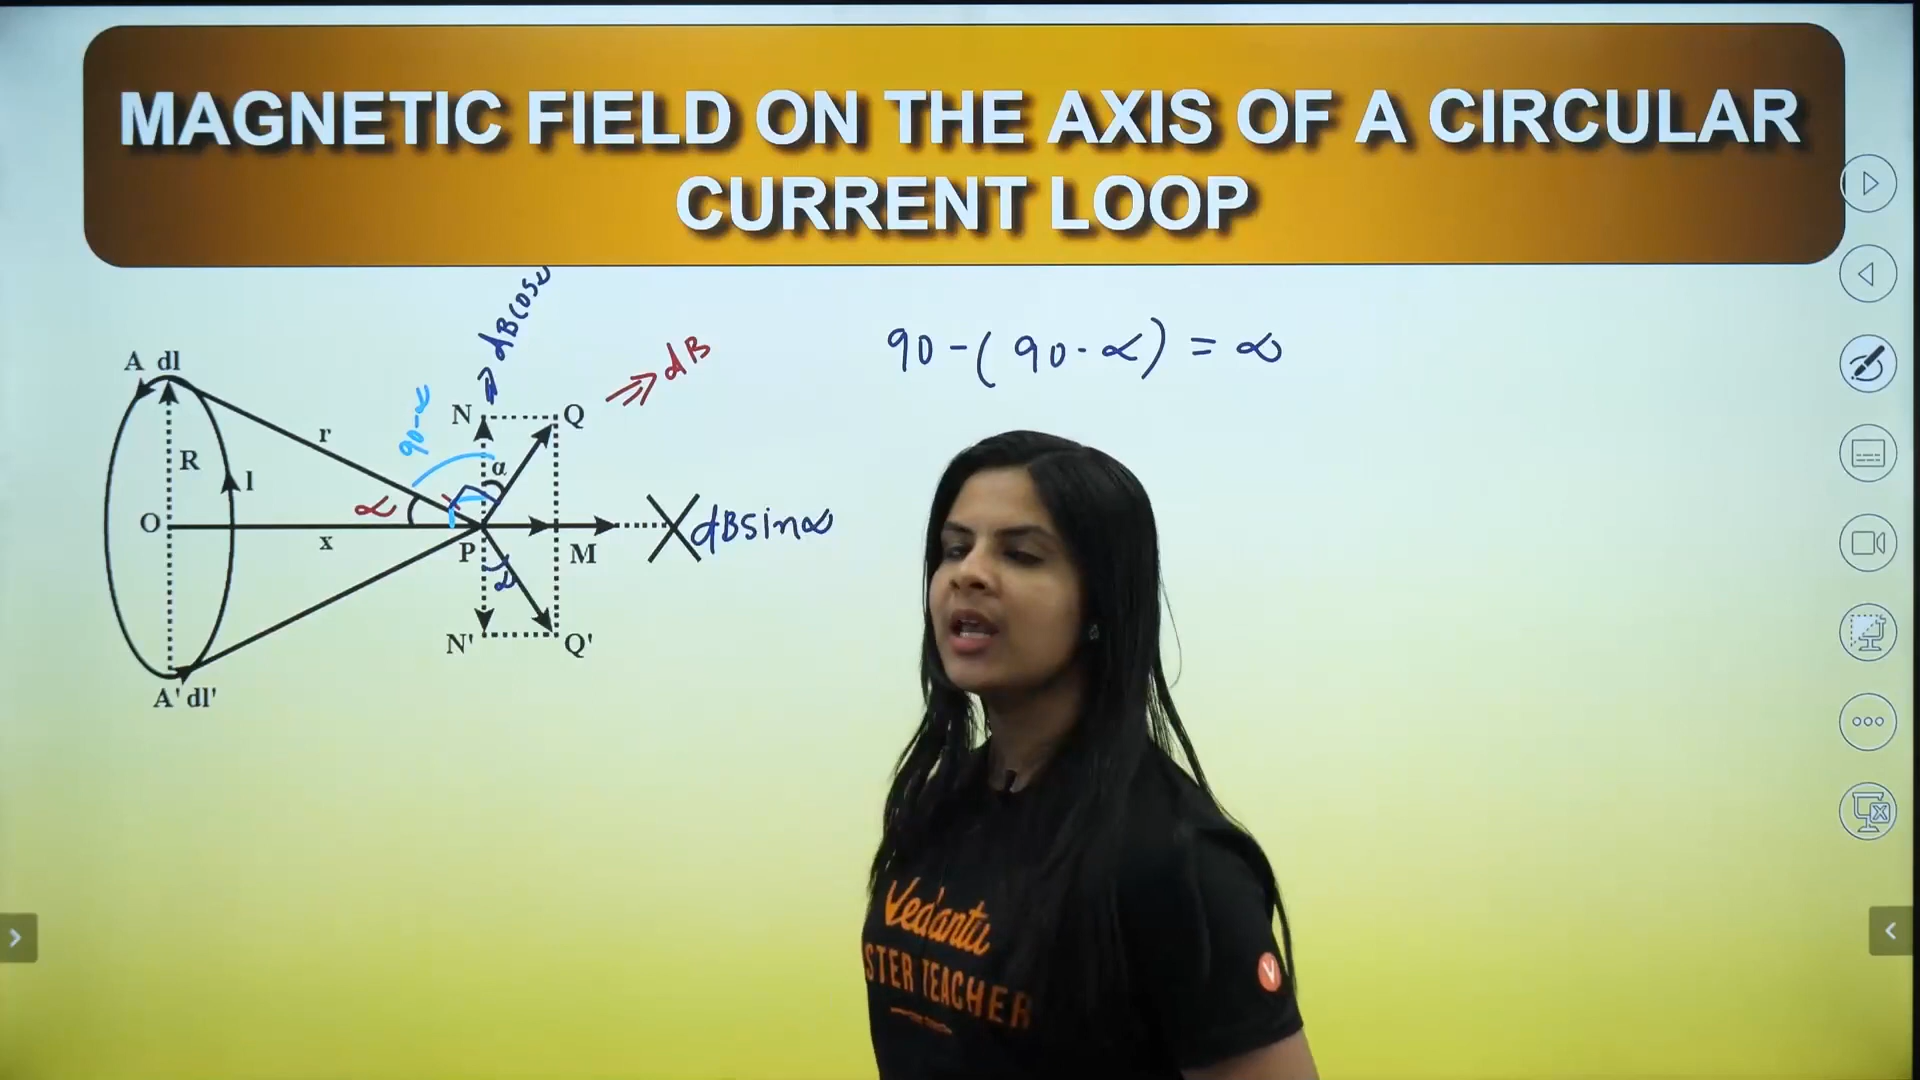 MAGNETIC FIELD ON THE AXIS OF A CIRCULAR
CURRENT LOOP
⇒ dBcosα
90-(90-α) = α
⇒ dB
A dl
90-α
N
Q
r
α
R
l
α
O
dBsinα
x
P
M
α
N'
Q'
A' dl'
Vedantu
STER TEACHER
V